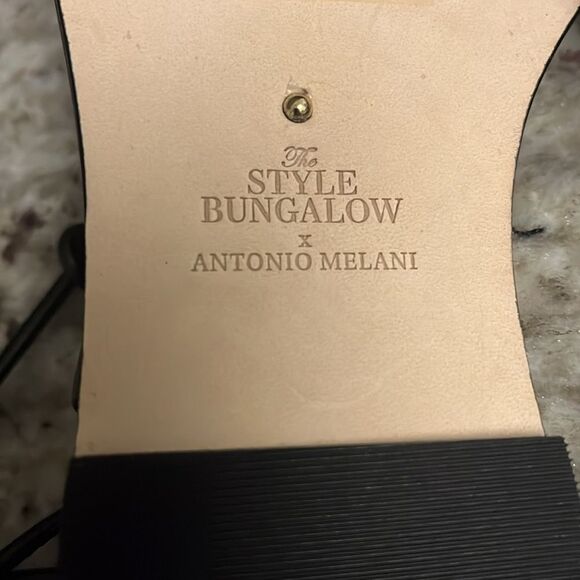 The
STYLE
BUNGALOW
x
ANTONIO MELANI